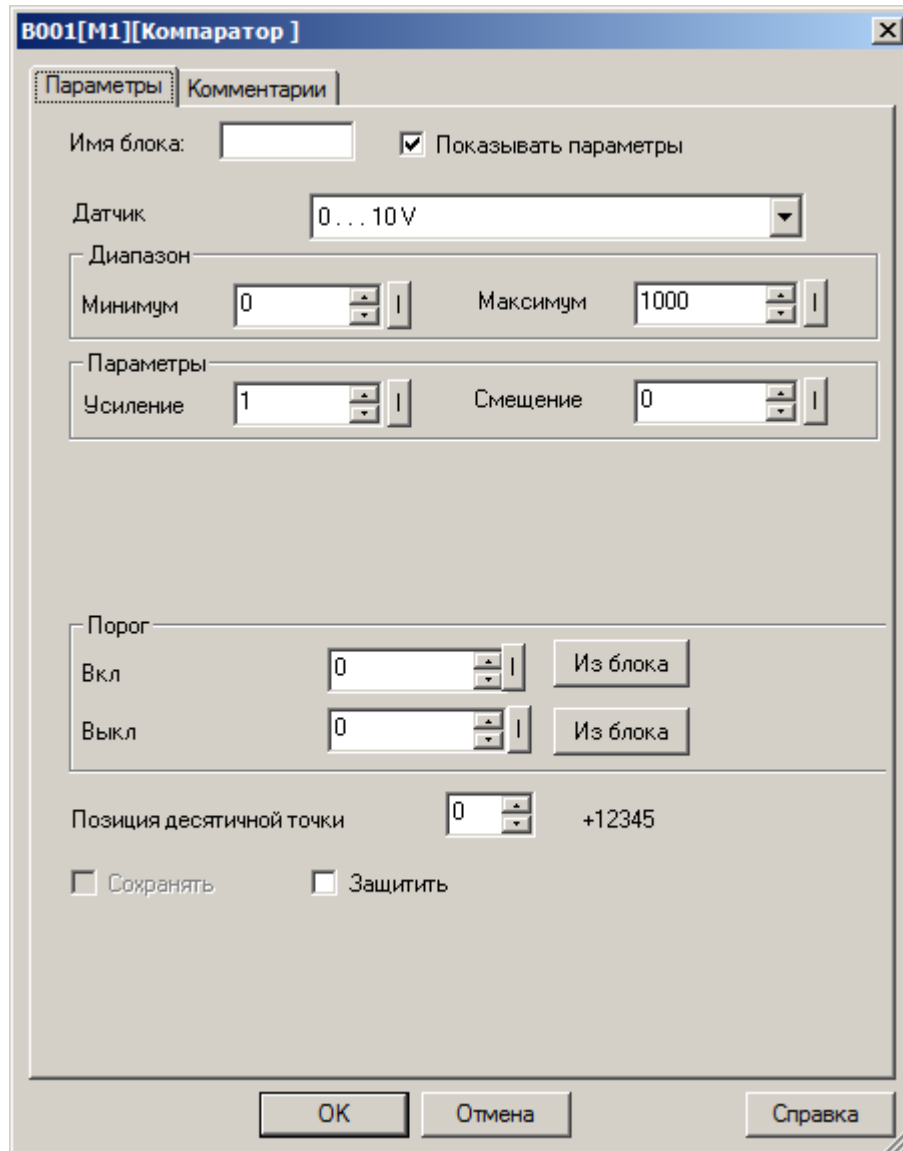 B001[M1][Компаратор ]
Параметры Комментарии
Имя блока: Показывать параметры
Датчик 0 . . . 10 V
Диапазон
Минимум 0 Максимум 1000
Параметры
Усиление 1 Смещение 0
Порог
Вкл 0 Из блока
Выкл 0 Из блока
Позиция десятичной точки 0 +12345
Сохранять Защитить
OK Отмена Справка